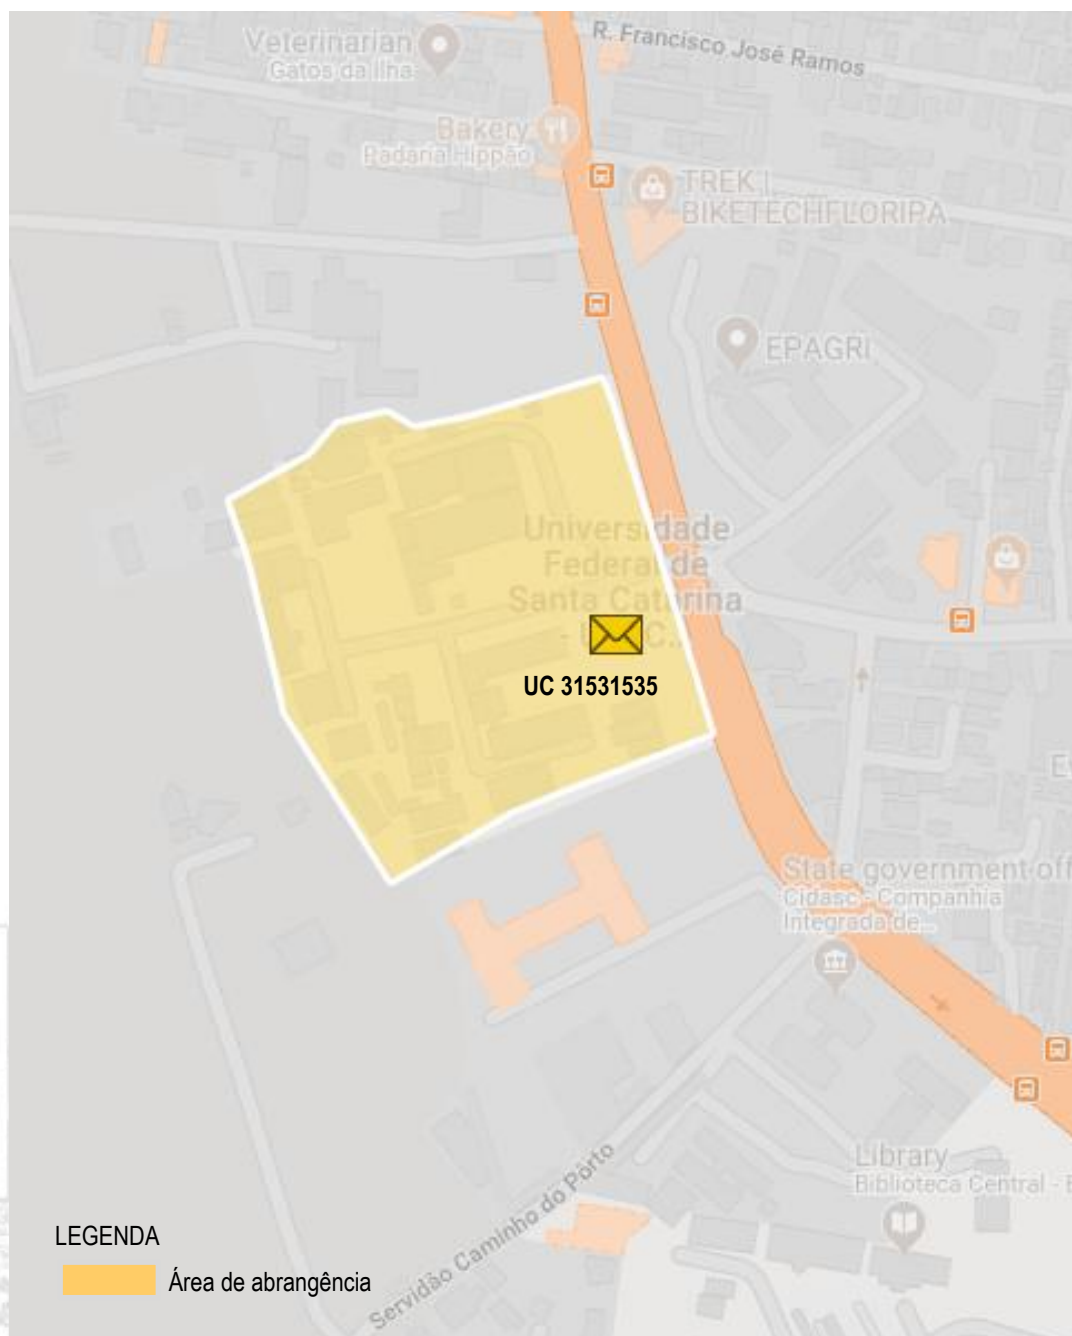 R. Francisco José Ramos
Veterinarian
Gatos da Ilha
Bakery
Padaria Hippão
TREK |
BIKETECHFLORIPA
EPAGRI
Universidade
Federal de
Santa Catarina
UC 31531535
State government off
Cidasc - Companhia
Integrada de...
Library
Biblioteca Central -
Servidão Caminho do Pôrto
LEGENDA
Área de abrangência